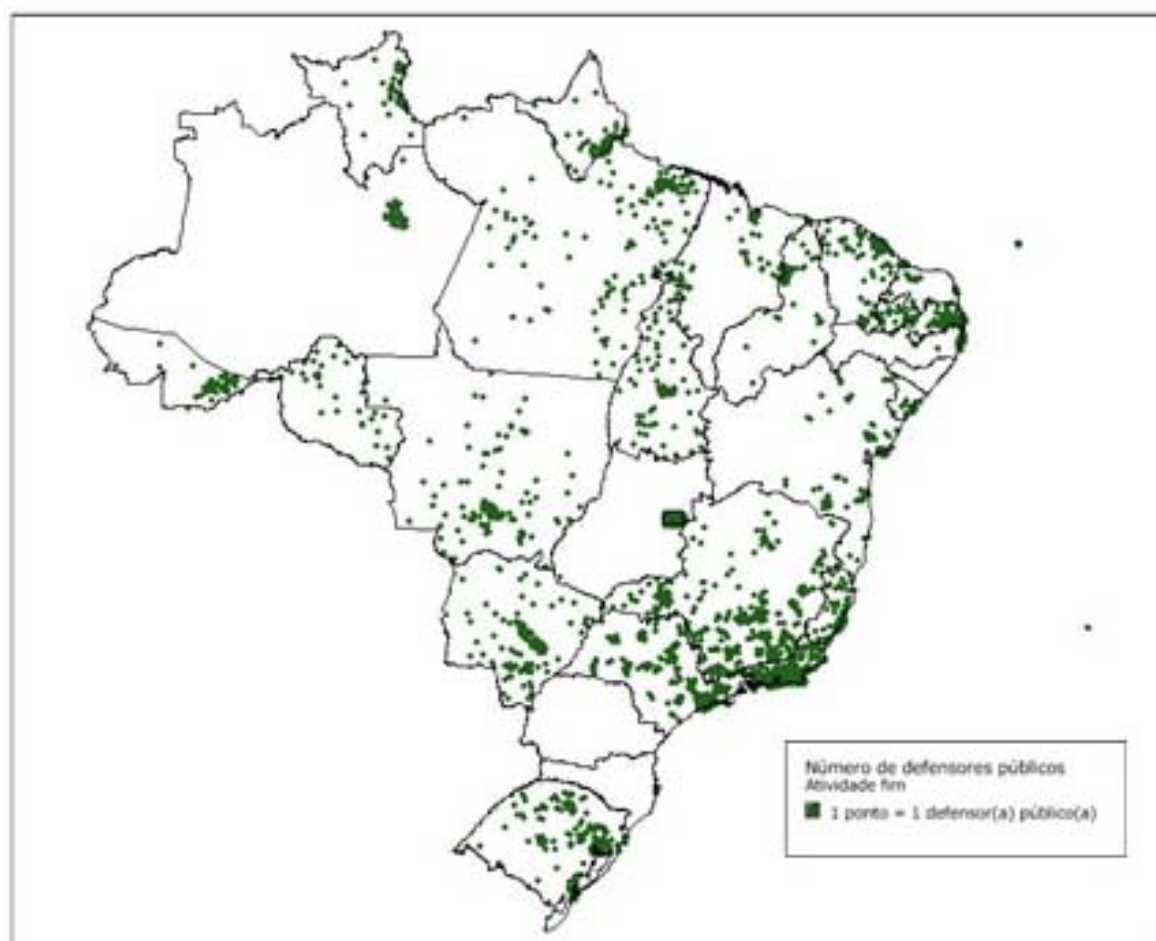 Número de defensores públicos
Atividade fim
1 ponto = 1 defensor(a) público(a)